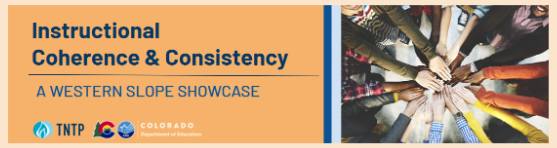 Instructional
Coherence & Consistency
A WESTERN SLOPE SHOWCASE
TNTP
COLORADO
Department of Education